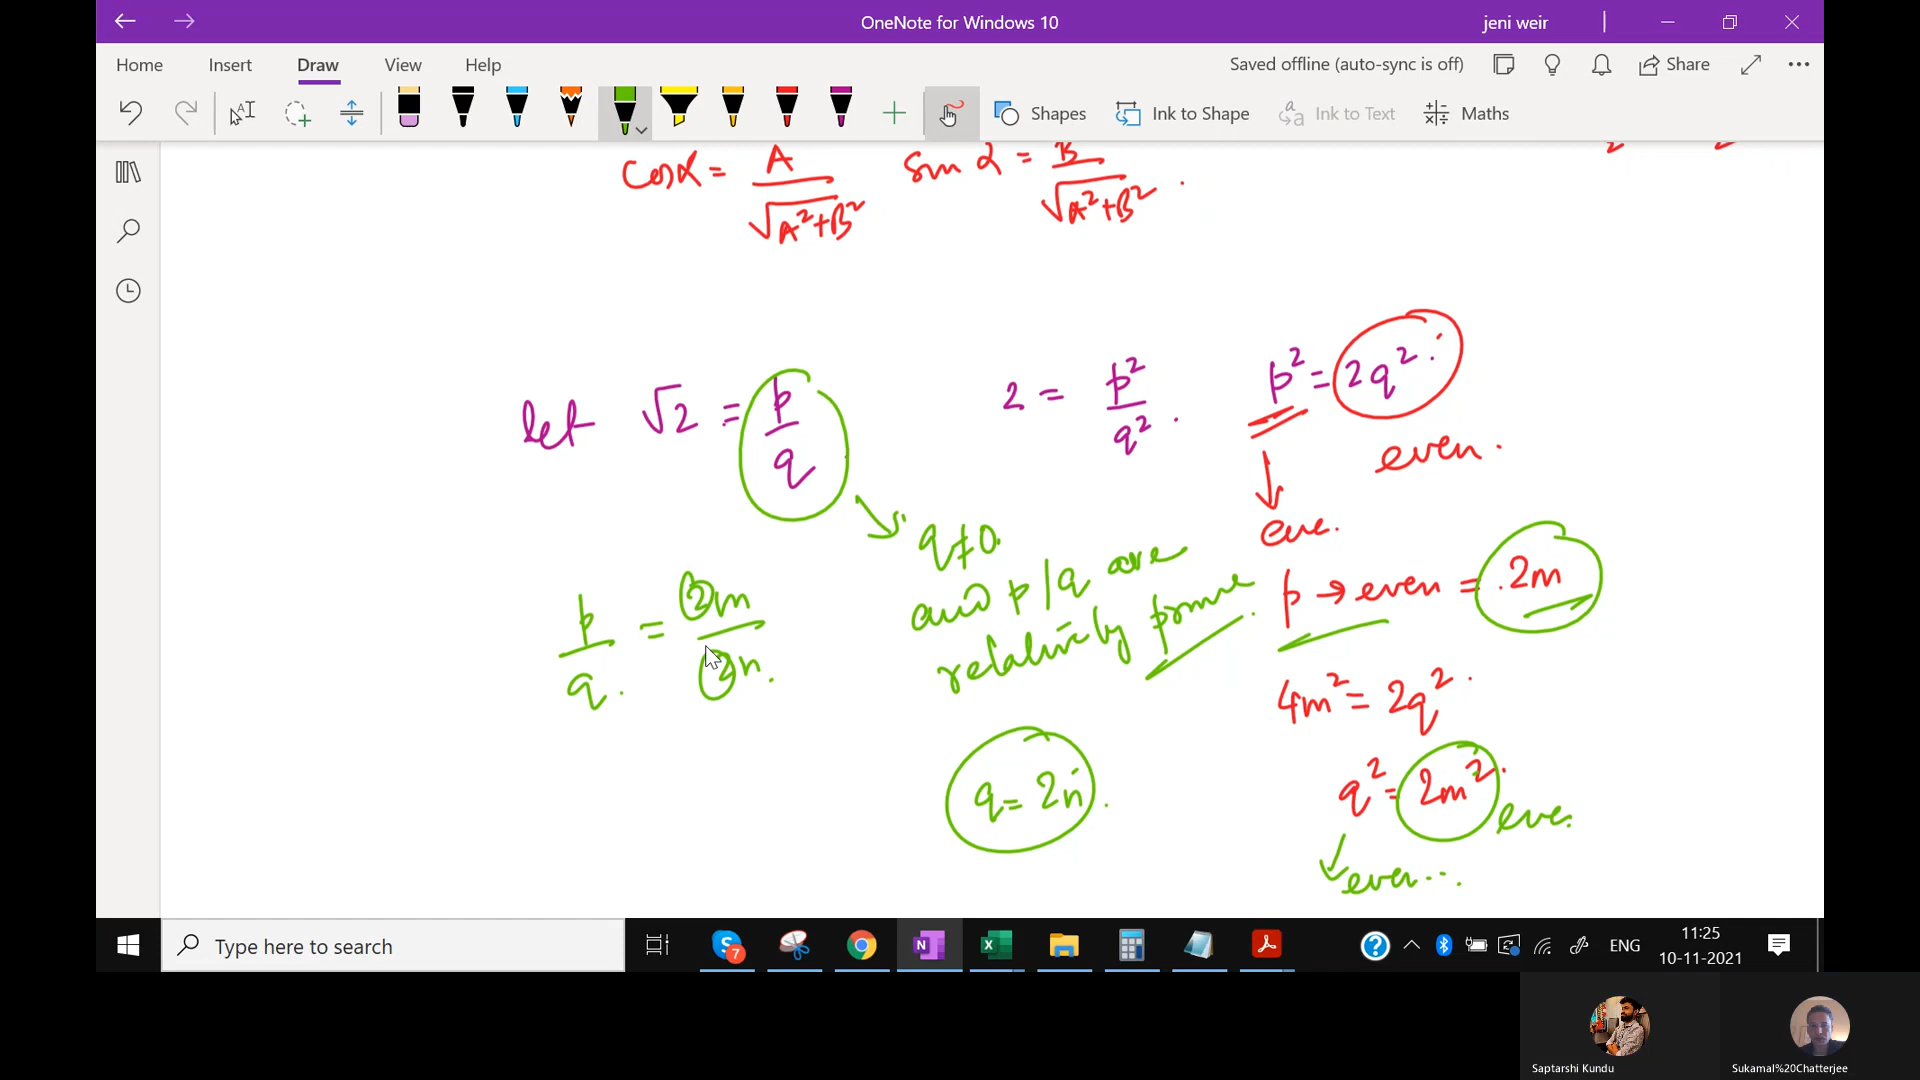 OneNote for Windows 10
jeni weir
Home Insert Draw View Help
Saved offline (auto-sync is off) Share
Shapes Ink to Shape Ink to Text Maths
cosα = A / √A²+B² sin α = B / √A²+B² .
let √2 = p/q 2 = p²/q² . p² = 2q² .
even.
q≠0. eve.
and p/q are
relatively prime. p → even = 2m
p/q . = 2m/2n .
4m² = 2q² .
q = 2n . q² = 2m² . eve.
even...
Type here to search
7
ENG
11:25
10-11-2021
Saptarshi Kundu
Sukamal%20Chatterjee